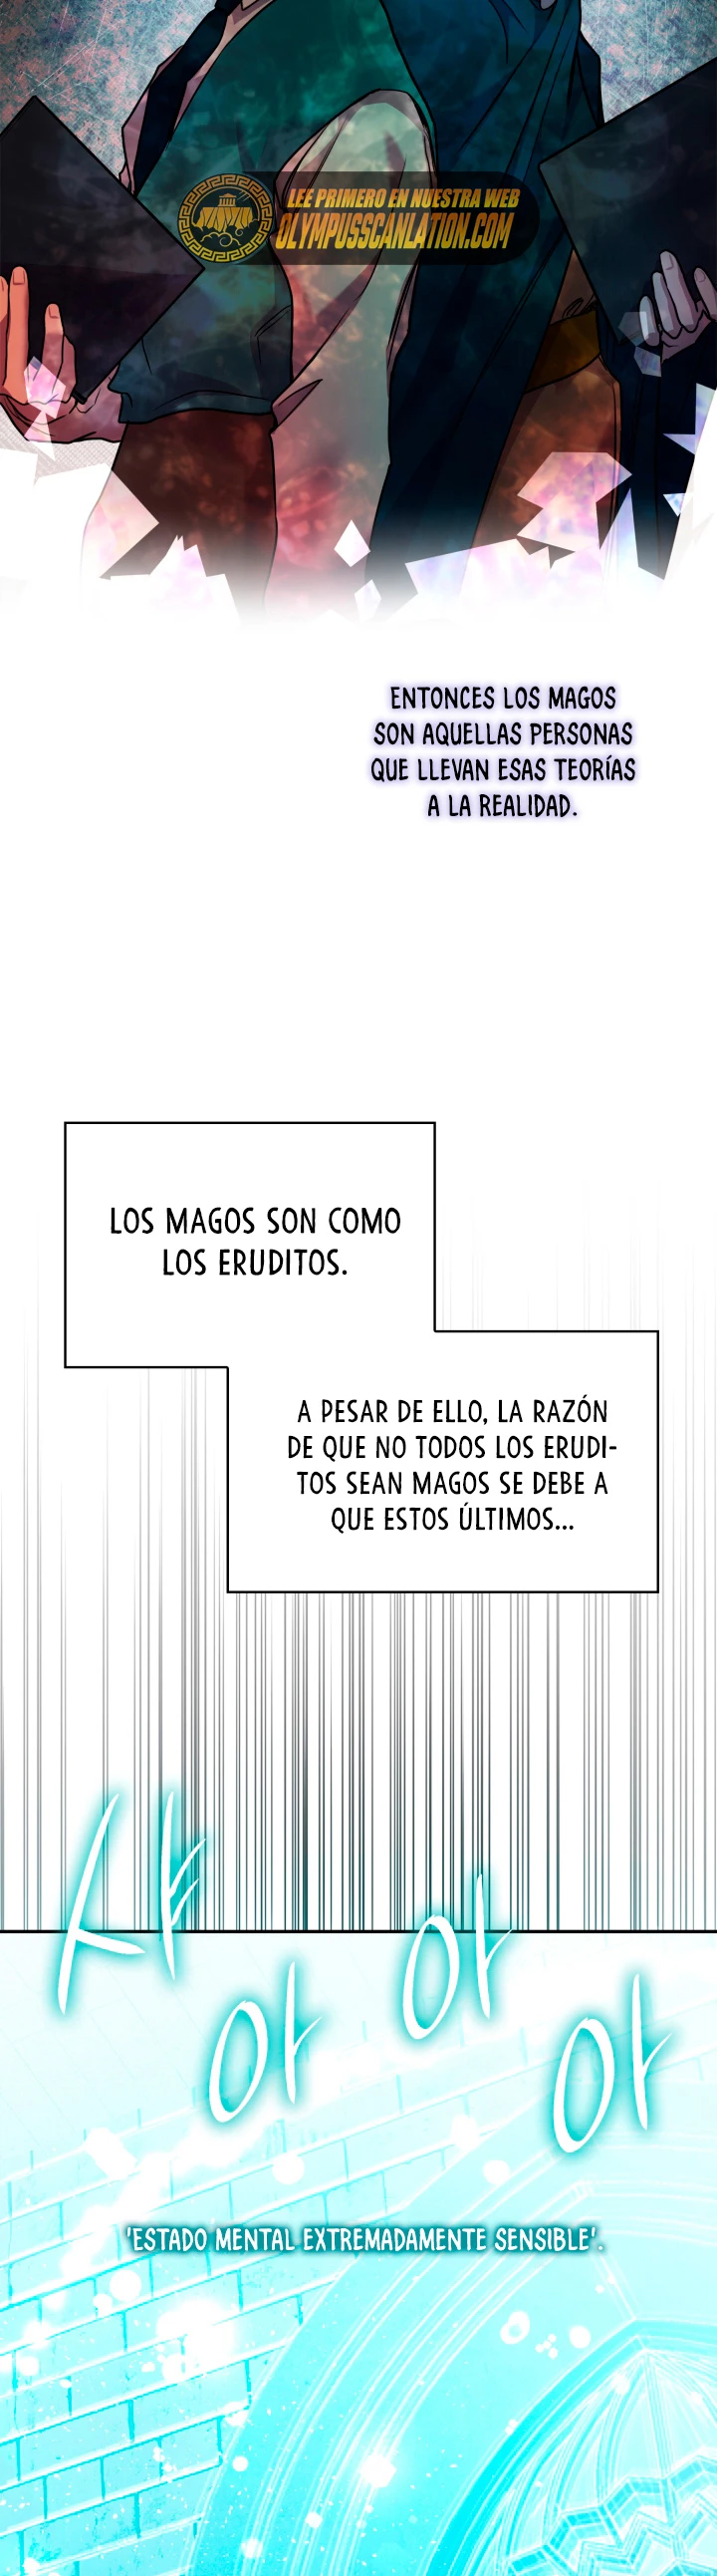 LEE PRIMERO EN NUESTRA WEB
OLYMPUSSCANLATION.COM
ENTONCES LOS MAGOS
SON AQUELLAS PERSONAS
QUE LLEVAN ESAS TEORÍAS
A LA REALIDAD.
LOS MAGOS SON COMO
LOS ERUDITOS.
A PESAR DE ELLO, LA RAZÓN
DE QUE NO TODOS LOS ERUDI-
TOS SEAN MAGOS SE DEBE A
QUE ESTOS ÚLTIMOS...
샤
아
아
아
'ESTADO MENTAL EXTREMADAMENTE SENSIBLE'.